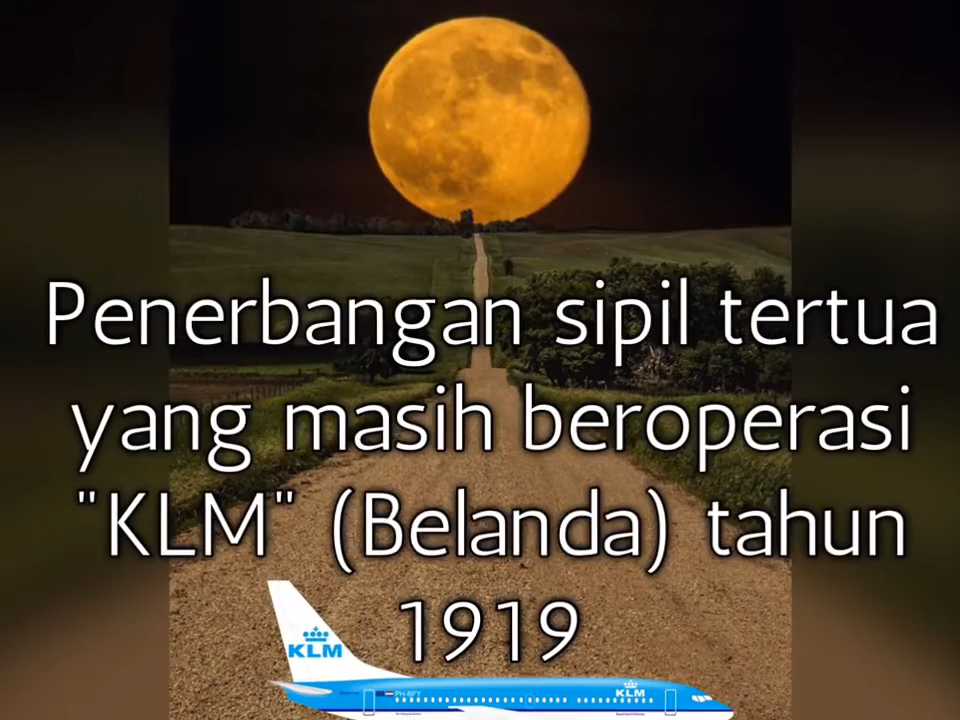 Penerbangan sipil tertua
yang masih beroperasi
"KLM" (Belanda) tahun
1919
KLM
KLM